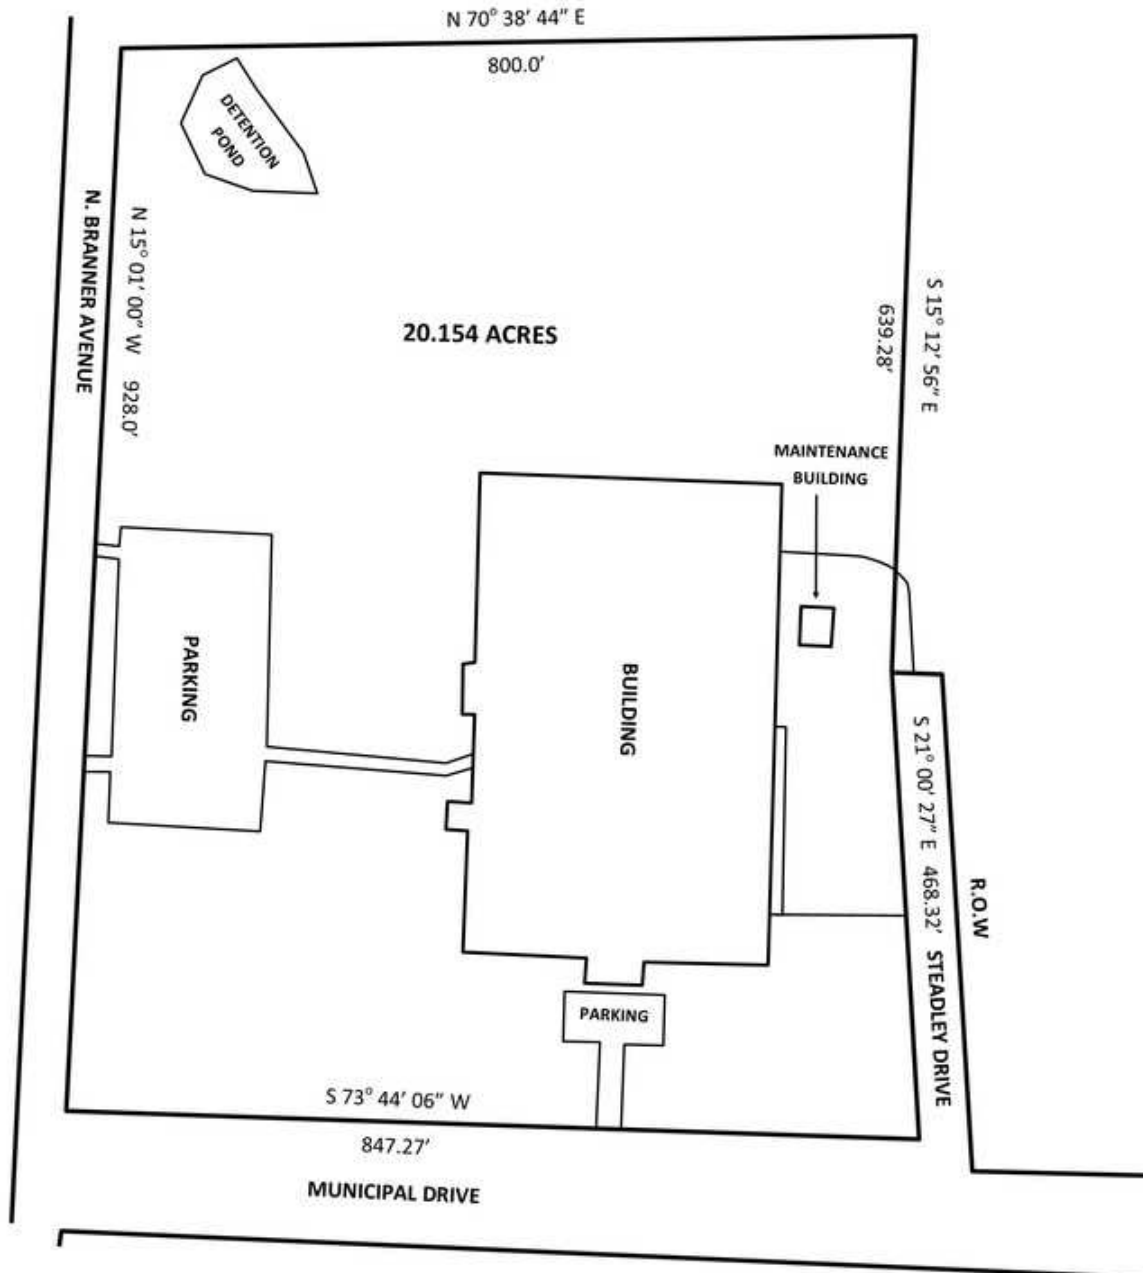 N 70° 38' 44" E
800.0'
DETENTION
POND
N. BRANNER AVENUE
N 15° 01' 00" W 928.0'
20.154 ACRES
S 15° 12' 56" E
639.28'
MAINTENANCE
BUILDING
PARKING
BUILDING
S 21° 00' 27" E 468.32' STEADLEY DRIVE
R.O.W
PARKING
S 73° 44' 06" W
847.27'
MUNICIPAL DRIVE